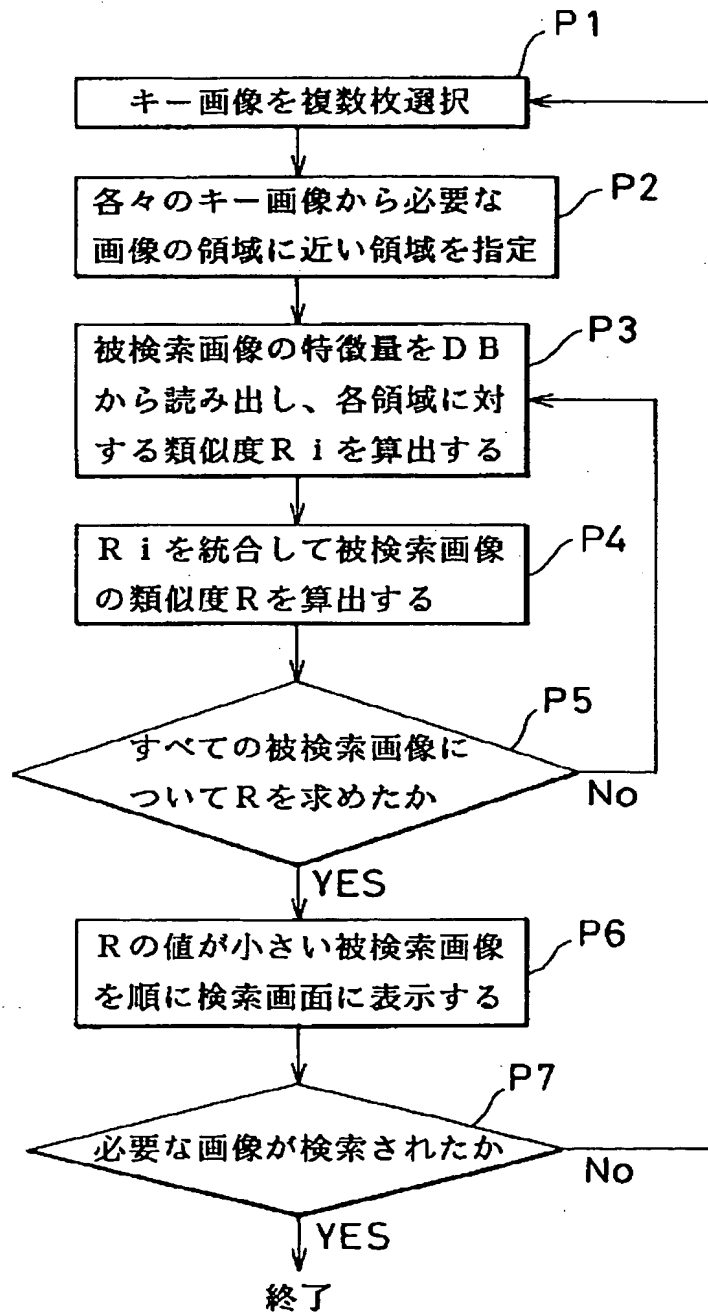 P1
キー画像を複数枚選択
P2
各々のキー画像から必要な
画像の領域に近い領域を指定
P3
被検索画像の特徴量をDB
から読み出し、各領域に対
する類似度Riを算出する
P4
Riを統合して被検索画像
の類似度Rを算出する
P5
すべての被検索画像に
ついてRを求めたか
No
YES
P6
Rの値が小さい被検索画像
を順に検索画面に表示する
P7
必要な画像が検索されたか
No
YES
終了